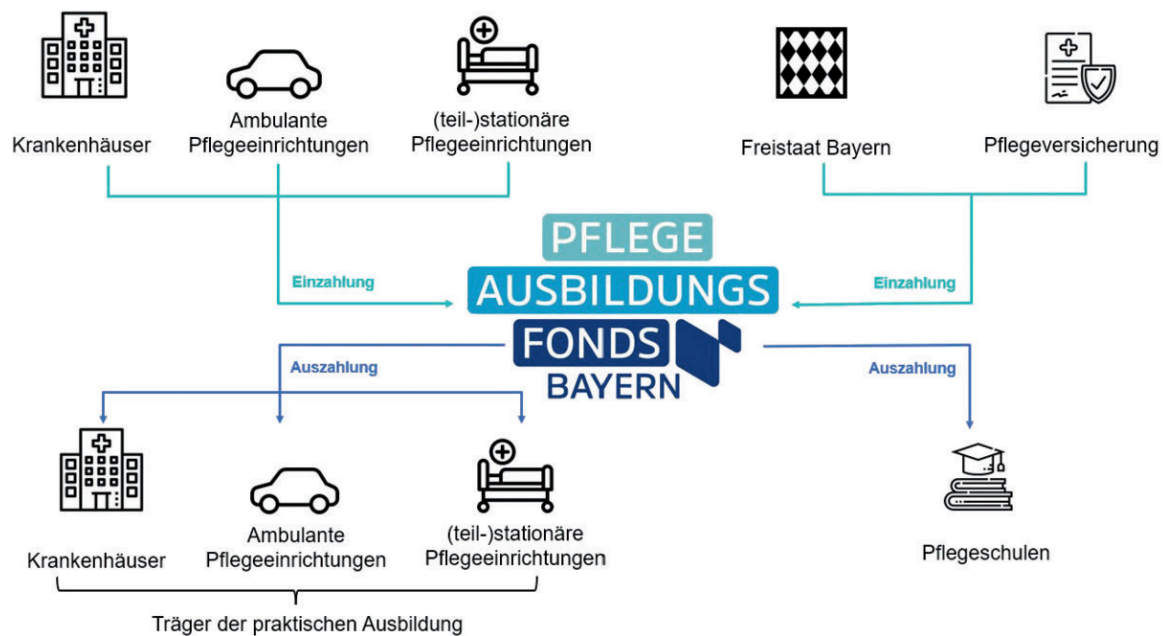 Krankenhäuser
Ambulante
Pflegeeinrichtungen
(teil-)stationäre
Pflegeeinrichtungen
Freistaat Bayern
Pflegeversicherung
Einzahlung
PFLEGE
AUSBILDUNGS
FONDS
BAYERN
Einzahlung
Auszahlung
Auszahlung
Krankenhäuser
Ambulante
Pflegeeinrichtungen
(teil-)stationäre
Pflegeeinrichtungen
Pflegeschulen
Träger der praktischen Ausbildung